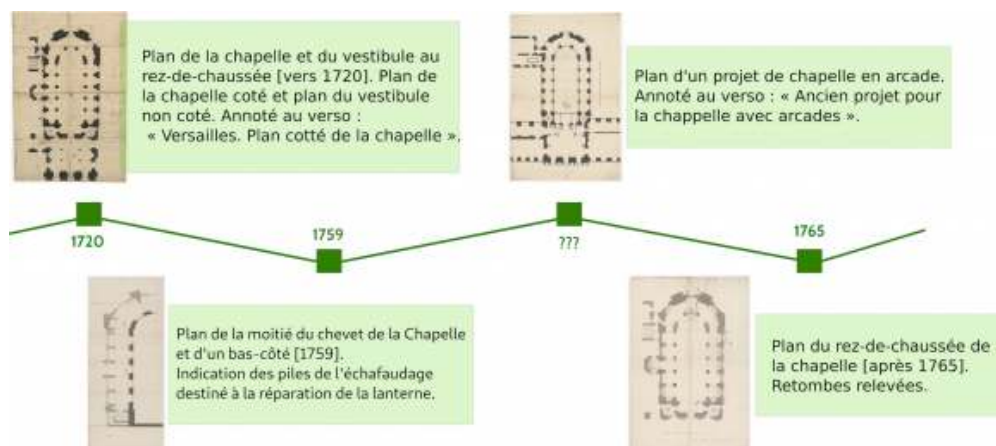 Plan de la chapelle et du vestibule au
rez-de-chaussée [vers 1720]. Plan de
la chapelle coté et plan du vestibule
non coté. Annoté au verso :
« Versailles. Plan cotté de la chapelle ».
Plan d'un projet de chapelle en arcade.
Annoté au verso : « Ancien projet pour
la chappelle avec arcades ».
1720
1759
???
1765
Plan de la moitié du chevet de la Chapelle
et d'un bas-côté [1759].
Indication des piles de l'échafaudage
destiné à la réparation de la lanterne.
Plan du rez-de-chaussée de
la chapelle [après 1765].
Retombes relevées.